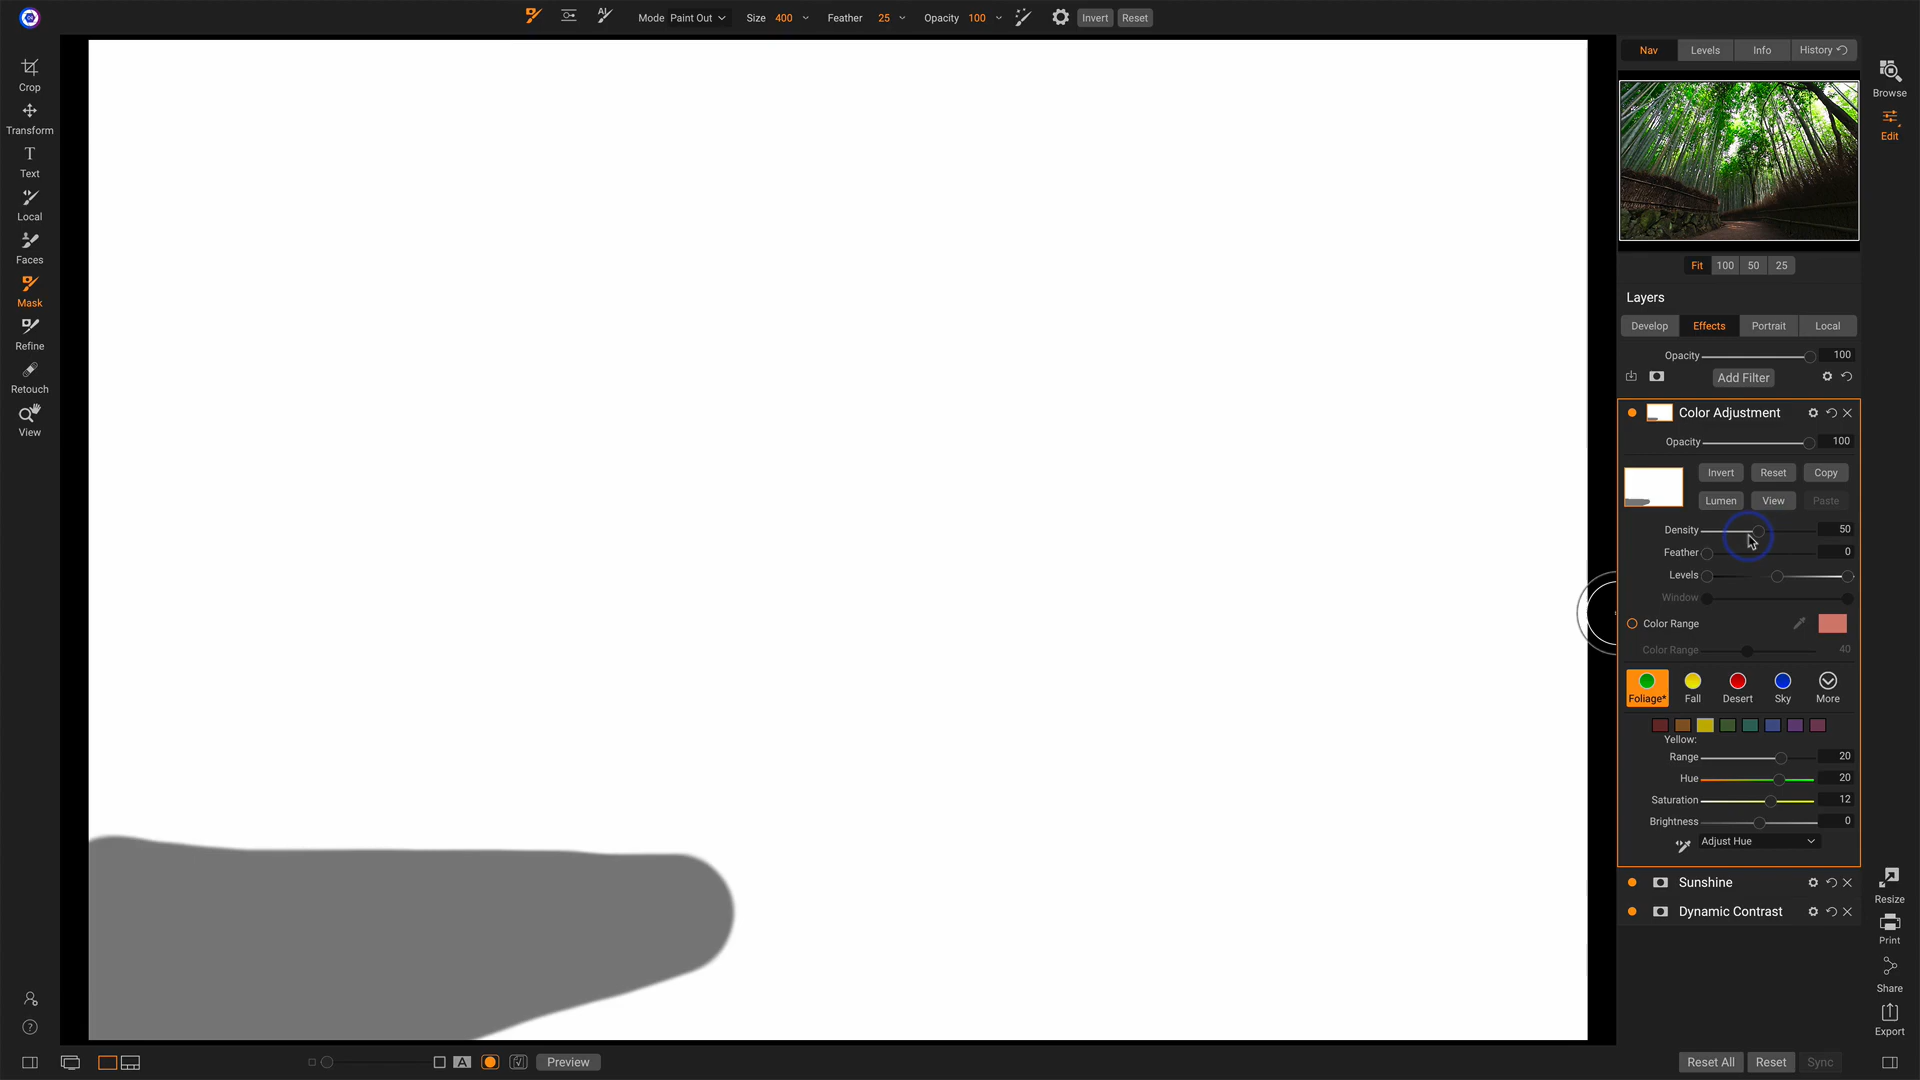 Mode Paint Out Size 400 Feather 25 Opacity 100 Invert Reset
Crop
Transform
Text
Local
Faces
Mask
Refine
Retouch
View
Nav Levels Info History
Browse
Edit
Fit 100 50 25
Layers
Develop Effects Portrait Local
Opacity 100
Add Filter
Color Adjustment
Opacity 100
Invert Reset Copy
Lumen View Paste
Density 50
Feather 0
Levels
Window
Color Range
Color Range 40
Foliage* Fall Desert Sky More
Yellow:
Range 20
Hue 20
Saturation 12
Brightness 0
Adjust Hue
Sunshine
Dynamic Contrast
Resize
Print
Share
Export
A Preview
Reset All Reset Sync